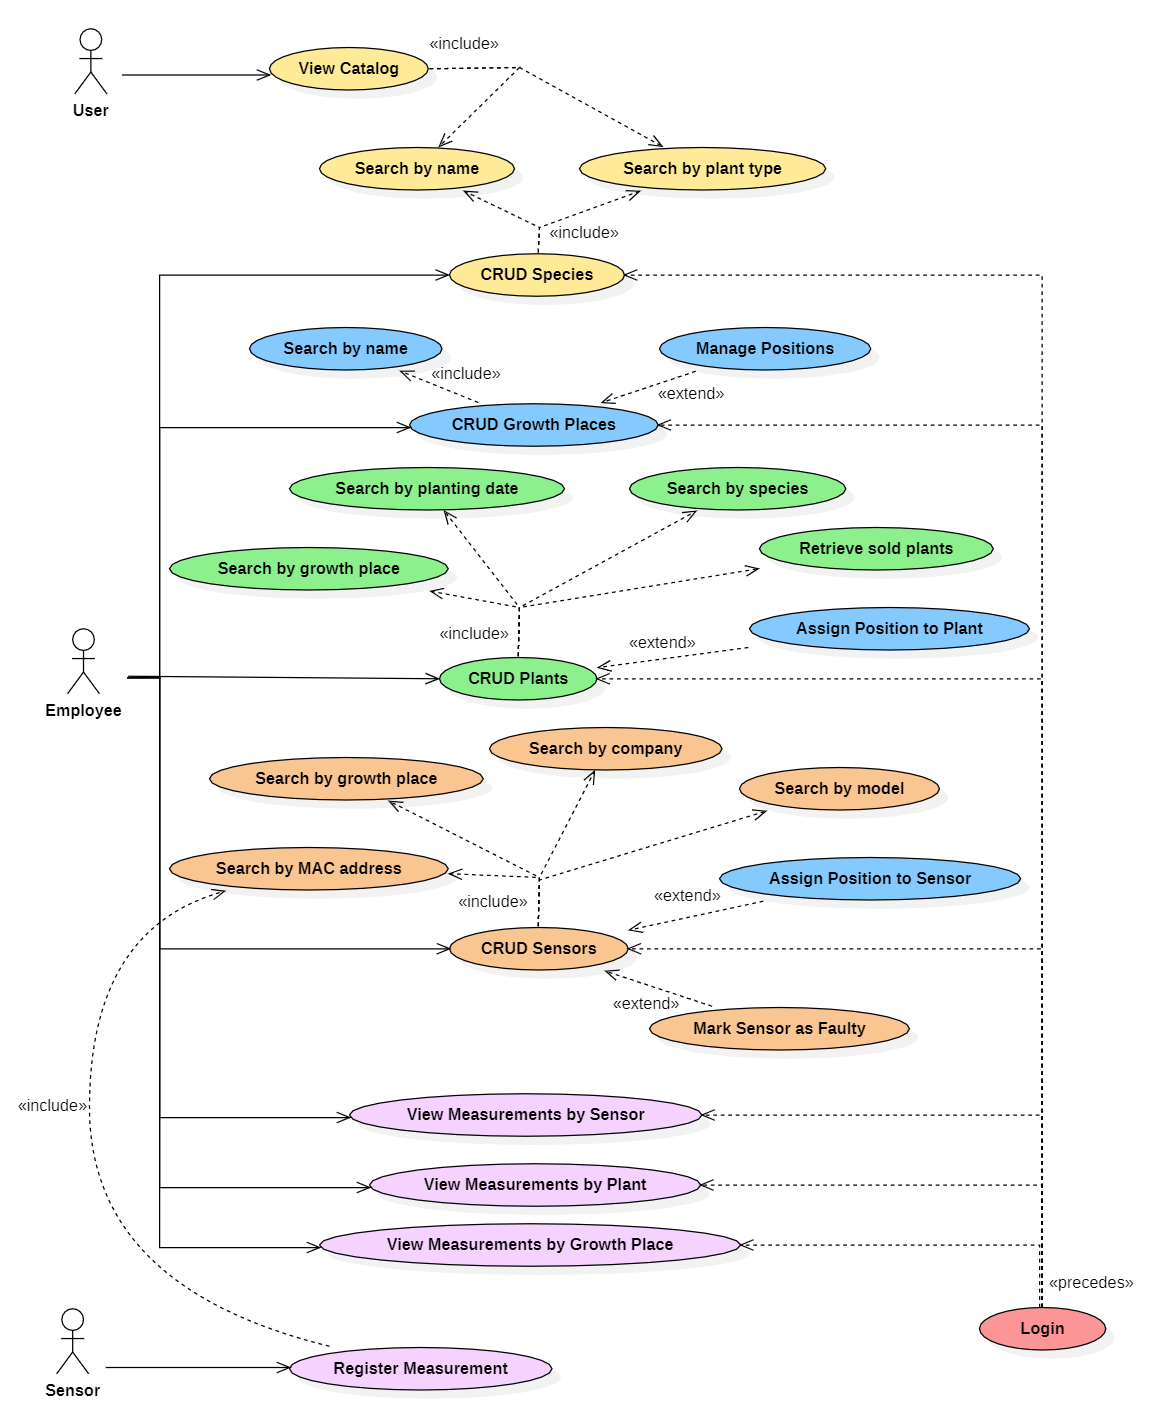 «include»
View Catalog
User
Search by name
Search by plant type
«include»
CRUD Species
Search by name
Manage Positions
«include»
«extend»
CRUD Growth Places
Search by planting date
Search by species
Retrieve sold plants
Search by growth place
Assign Position to Plant
«include»
«extend»
CRUD Plants
Employee
Search by company
Search by growth place
Search by model
Search by MAC address
Assign Position to Sensor
«extend»
«include»
CRUD Sensors
«extend»
Mark Sensor as Faulty
«include»
View Measurements by Sensor
View Measurements by Plant
View Measurements by Growth Place
«precedes»
Login
Register Measurement
Sensor